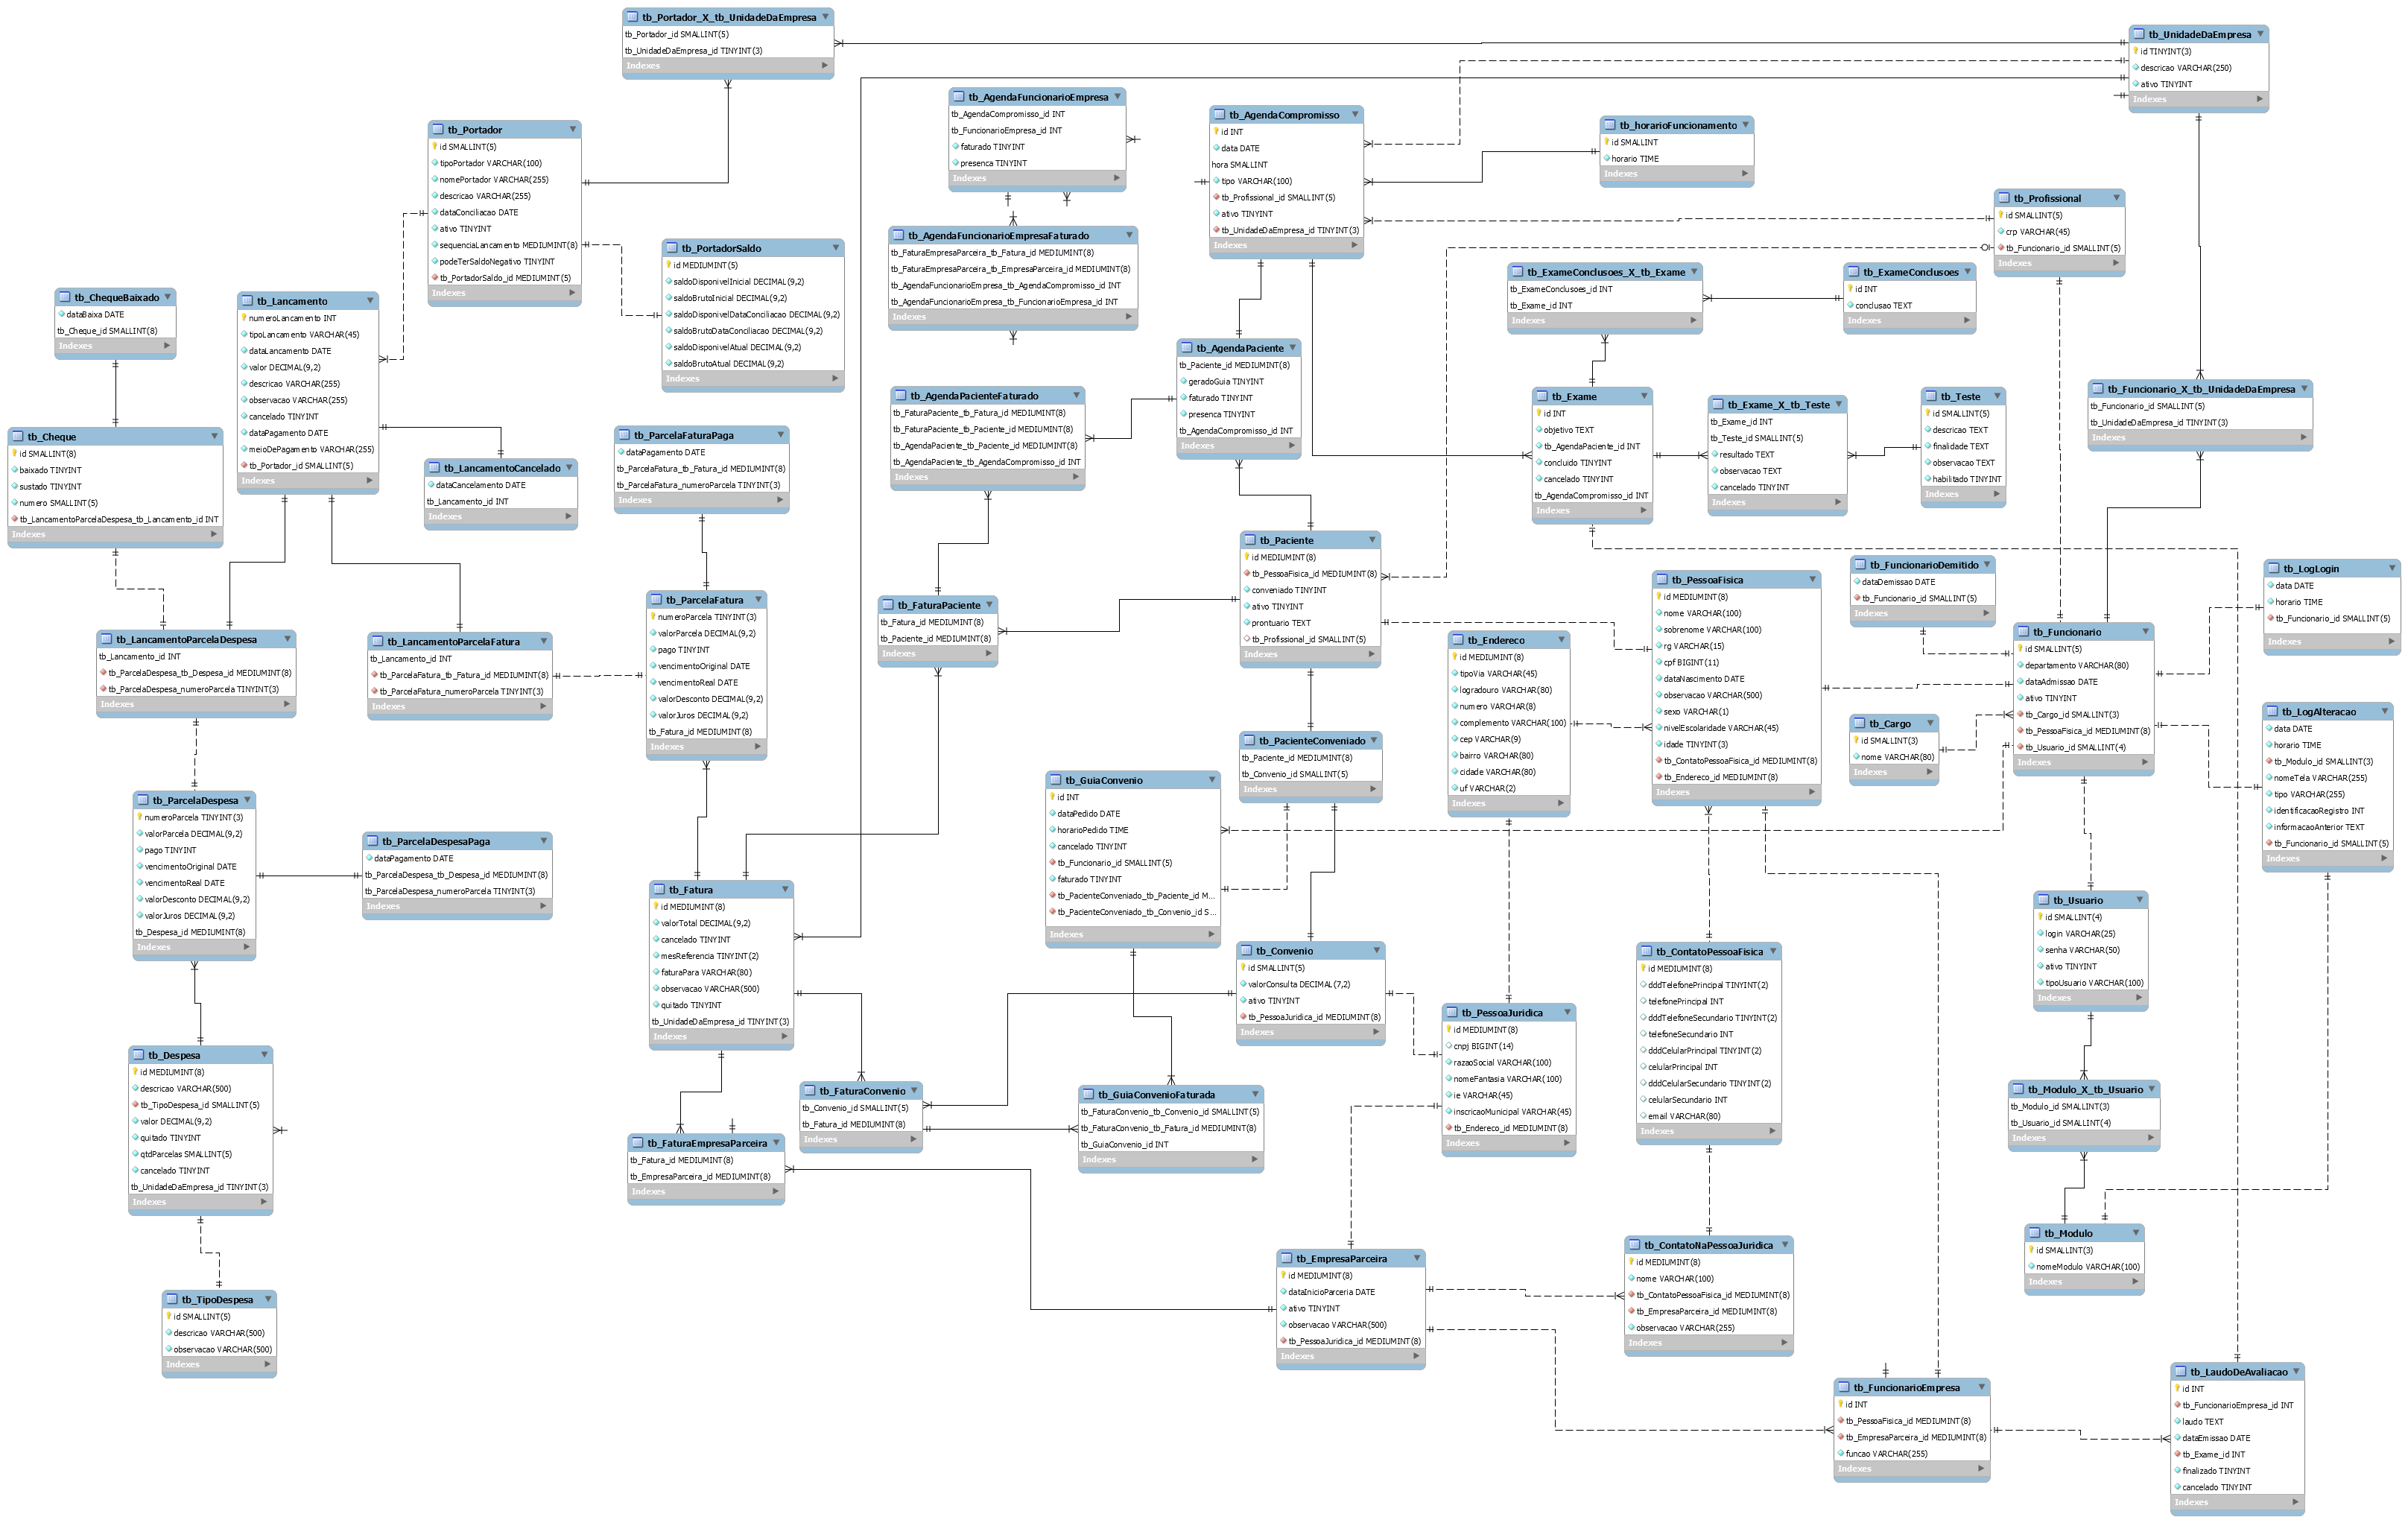 tb_Portador_X_tb_UnidadeDaEmpresa
tb_Portador_id SMALLINT(5)
tb_UnidadeDaEmpresa_id TINYINT(3)
Indexes
tb_UnidadeDaEmpresa
id TINYINT(3)
descricao VARCHAR(250)
ativo TINYINT
Indexes
tb_AgendaFuncionarioEmpresa
tb_AgendaCompromisso_id INT
tb_FuncionarioEmpresa_id INT
faturado TINYINT
presenca TINYINT
Indexes
tb_AgendaCompromisso
id INT
data DATE
hora SMALLINT
tipo VARCHAR(100)
tb_Profissional_id SMALLINT(5)
ativo TINYINT
tb_UnidadeDaEmpresa_id TINYINT(3)
Indexes
tb_horarioFuncionamento
id SMALLINT
horario TIME
Indexes
tb_Portador
id SMALLINT(5)
tipoPortador VARCHAR(100)
nomePortador VARCHAR(255)
descricao VARCHAR(255)
dataConciliacao DATE
ativo TINYINT
sequenciaLancamento MEDIUMINT(8)
podeTerSaldoNegativo TINYINT
tb_PortadorSaldo_id MEDIUMINT(5)
Indexes
tb_Profissional
id SMALLINT(5)
crp VARCHAR(45)
tb_Funcionario_id SMALLINT(5)
Indexes
tb_AgendaFuncionarioEmpresaFaturado
tb_FaturaEmpresaParceira_tb_Fatura_id MEDIUMINT(8)
tb_FaturaEmpresaParceira_tb_EmpresaParceira_id MEDIUMINT(8)
tb_AgendaFuncionarioEmpresa_tb_AgendaCompromisso_id INT
tb_AgendaFuncionarioEmpresa_tb_FuncionarioEmpresa_id INT
Indexes
tb_PortadorSaldo
id MEDIUMINT(5)
saldoDisponivelInicial DECIMAL(9,2)
saldoBrutoInicial DECIMAL(9,2)
saldoDisponivelDataConciliacao DECIMAL(9,2)
saldoBrutoDataConciliacao DECIMAL(9,2)
saldoDisponivelAtual DECIMAL(9,2)
saldoBrutoAtual DECIMAL(9,2)
Indexes
tb_ExameConclusoes_X_tb_Exame
tb_ExameConclusoes_id INT
tb_Exame_id INT
Indexes
tb_ExameConclusoes
id INT
conclusao TEXT
Indexes
tb_ChequeBaixado
dataBaixa DATE
tb_Cheque_id SMALLINT(8)
Indexes
tb_Lancamento
numeroLancamento INT
tipoLancamento VARCHAR(45)
dataLancamento DATE
valor DECIMAL(9,2)
descricao VARCHAR(255)
observacao VARCHAR(255)
cancelado TINYINT
dataPagamento DATE
meioDePagamento VARCHAR(255)
tb_Portador_id SMALLINT(5)
Indexes
tb_AgendaPaciente
tb_Paciente_id MEDIUMINT(8)
geradoGuia TINYINT
faturado TINYINT
presenca TINYINT
tb_AgendaCompromisso_id INT
Indexes
tb_AgendaPacienteFaturado
tb_FaturaPaciente_tb_Fatura_id MEDIUMINT(8)
tb_FaturaPaciente_tb_Paciente_id MEDIUMINT(8)
tb_AgendaPaciente_tb_Paciente_id MEDIUMINT(8)
tb_AgendaPaciente_tb_AgendaCompromisso_id INT
Indexes
tb_Exame
id INT
objetivo TEXT
tb_AgendaPaciente_id INT
concluido TINYINT
cancelado TINYINT
tb_AgendaCompromisso_id INT
Indexes
tb_Exame_X_tb_Teste
tb_Exame_id INT
tb_Teste_id SMALLINT(5)
resultado TEXT
observacao TEXT
cancelado TINYINT
Indexes
tb_Teste
id SMALLINT(5)
descricao TEXT
finalidade TEXT
observacao TEXT
habilitado TINYINT
Indexes
tb_Funcionario_X_tb_UnidadeDaEmpresa
tb_Funcionario_id SMALLINT(5)
tb_UnidadeDaEmpresa_id TINYINT(3)
Indexes
tb_Cheque
id SMALLINT(8)
baixado TINYINT
sustado TINYINT
numero SMALLINT(5)
tb_LancamentoParcelaDespesa_tb_Lancamento_id INT
Indexes
tb_LancamentoCancelado
dataCancelamento DATE
tb_Lancamento_id INT
Indexes
tb_ParcelaFaturaPaga
dataPagamento DATE
tb_ParcelaFatura_tb_Fatura_id MEDIUMINT(8)
tb_ParcelaFatura_numeroParcela TINYINT(3)
Indexes
tb_Paciente
id MEDIUMINT(8)
tb_PessoaFisica_id MEDIUMINT(8)
conveniado TINYINT
ativo TINYINT
prontuario TEXT
tb_Profissional_id SMALLINT(5)
Indexes
tb_FuncionarioDemitido
dataDemissao DATE
tb_Funcionario_id SMALLINT(5)
Indexes
tb_LogLogin
data DATE
horario TIME
tb_Funcionario_id SMALLINT(5)
Indexes
tb_PessoaFisica
id MEDIUMINT(8)
nome VARCHAR(100)
sobrenome VARCHAR(100)
rg VARCHAR(15)
cpf BIGINT(11)
dataNascimento DATE
observacao VARCHAR(500)
sexo VARCHAR(1)
nivelEscolaridade VARCHAR(45)
idade TINYINT(3)
tb_ContatoPessoaFisica_id MEDIUMINT(8)
tb_Endereco_id MEDIUMINT(8)
Indexes
tb_ParcelaFatura
numeroParcela TINYINT(3)
valorParcela DECIMAL(9,2)
pago TINYINT
vencimentoOriginal DATE
vencimentoReal DATE
valorDesconto DECIMAL(9,2)
valorJuros DECIMAL(9,2)
tb_Fatura_id MEDIUMINT(8)
Indexes
tb_FaturaPaciente
tb_Fatura_id MEDIUMINT(8)
tb_Paciente_id MEDIUMINT(8)
Indexes
tb_Endereco
id MEDIUMINT(8)
tipoVia VARCHAR(45)
logradouro VARCHAR(80)
numero VARCHAR(8)
complemento VARCHAR(100)
cep VARCHAR(9)
bairro VARCHAR(80)
cidade VARCHAR(80)
uf VARCHAR(2)
Indexes
tb_Funcionario
id SMALLINT(5)
departamento VARCHAR(80)
dataAdmissao DATE
ativo TINYINT
tb_Cargo_id SMALLINT(3)
tb_PessoaFisica_id MEDIUMINT(8)
tb_Usuario_id SMALLINT(4)
Indexes
tb_LancamentoParcelaDespesa
tb_Lancamento_id INT
tb_ParcelaDespesa_tb_Despesa_id MEDIUMINT(8)
tb_ParcelaDespesa_numeroParcela TINYINT(3)
Indexes
tb_LancamentoParcelaFatura
tb_Lancamento_id INT
tb_ParcelaFatura_tb_Fatura_id MEDIUMINT(8)
tb_ParcelaFatura_numeroParcela TINYINT(3)
Indexes
tb_Cargo
id SMALLINT(3)
nome VARCHAR(80)
Indexes
tb_LogAlteracao
data DATE
horario TIME
tb_Modulo_id SMALLINT(3)
nomeTela VARCHAR(255)
tipo VARCHAR(255)
identificacaoRegistro INT
informacaoAnterior TEXT
tb_Funcionario_id SMALLINT(5)
Indexes
tb_PacienteConveniado
tb_Paciente_id MEDIUMINT(8)
tb_Convenio_id SMALLINT(5)
Indexes
tb_GuiaConvenio
id INT
dataPedido DATE
horarioPedido TIME
cancelado TINYINT
tb_Funcionario_id SMALLINT(5)
faturado TINYINT
tb_PacienteConveniado_tb_Paciente_id M...
tb_PacienteConveniado_tb_Convenio_id S...
Indexes
tb_ParcelaDespesa
numeroParcela TINYINT(3)
valorParcela DECIMAL(9,2)
pago TINYINT
vencimentoOriginal DATE
vencimentoReal DATE
valorDesconto DECIMAL(9,2)
valorJuros DECIMAL(9,2)
tb_Despesa_id MEDIUMINT(8)
Indexes
tb_ParcelaDespesaPaga
dataPagamento DATE
tb_ParcelaDespesa_tb_Despesa_id MEDIUMINT(8)
tb_ParcelaDespesa_numeroParcela TINYINT(3)
Indexes
tb_Fatura
id MEDIUMINT(8)
valorTotal DECIMAL(9,2)
cancelado TINYINT
mesReferencia TINYINT(2)
faturaPara VARCHAR(80)
observacao VARCHAR(500)
quitado TINYINT
tb_UnidadeDaEmpresa_id TINYINT(3)
Indexes
tb_Usuario
id SMALLINT(4)
login VARCHAR(25)
senha VARCHAR(50)
ativo TINYINT
tipoUsuario VARCHAR(100)
Indexes
tb_Convenio
id SMALLINT(5)
valorConsulta DECIMAL(7,2)
ativo TINYINT
tb_PessoaJuridica_id MEDIUMINT(8)
Indexes
tb_ContatoPessoaFisica
id MEDIUMINT(8)
dddTelefonePrincipal TINYINT(2)
telefonePrincipal INT
dddTelefoneSecundario TINYINT(2)
telefoneSecundario INT
dddCelularPrincipal TINYINT(2)
celularPrincipal INT
dddCelularSecundario TINYINT(2)
celularSecundario INT
email VARCHAR(80)
Indexes
tb_PessoaJuridica
id MEDIUMINT(8)
cnpj BIGINT(14)
razaoSocial VARCHAR(100)
nomeFantasia VARCHAR(100)
ie VARCHAR(45)
inscricaoMunicipal VARCHAR(45)
tb_Endereco_id MEDIUMINT(8)
Indexes
tb_Despesa
id MEDIUMINT(8)
descricao VARCHAR(500)
tb_TipoDespesa_id SMALLINT(5)
valor DECIMAL(9,2)
quitado TINYINT
qtdParcelas SMALLINT(5)
cancelado TINYINT
tb_UnidadeDaEmpresa_id TINYINT(3)
Indexes
tb_FaturaConvenio
tb_Convenio_id SMALLINT(5)
tb_Fatura_id MEDIUMINT(8)
Indexes
tb_GuiaConvenioFaturada
tb_FaturaConvenio_tb_Convenio_id SMALLINT(5)
tb_FaturaConvenio_tb_Fatura_id MEDIUMINT(8)
tb_GuiaConvenio_id INT
Indexes
tb_Modulo_X_tb_Usuario
tb_Modulo_id SMALLINT(3)
tb_Usuario_id SMALLINT(4)
Indexes
tb_FaturaEmpresaParceira
tb_Fatura_id MEDIUMINT(8)
tb_EmpresaParceira_id MEDIUMINT(8)
Indexes
tb_Modulo
id SMALLINT(3)
nomeModulo VARCHAR(100)
Indexes
tb_EmpresaParceira
id MEDIUMINT(8)
dataInicioParceria DATE
ativo TINYINT
observacao VARCHAR(500)
tb_PessoaJuridica_id MEDIUMINT(8)
Indexes
tb_ContatoNaPessoaJuridica
id MEDIUMINT(8)
nome VARCHAR(100)
tb_ContatoPessoaFisica_id MEDIUMINT(8)
tb_EmpresaParceira_id MEDIUMINT(8)
observacao VARCHAR(255)
Indexes
tb_TipoDespesa
id SMALLINT(5)
descricao VARCHAR(500)
observacao VARCHAR(500)
Indexes
tb_FuncionarioEmpresa
id INT
tb_PessoaFisica_id MEDIUMINT(8)
tb_EmpresaParceira_id MEDIUMINT(8)
funcao VARCHAR(255)
Indexes
tb_LaudoDeAvaliacao
id INT
tb_FuncionarioEmpresa_id INT
laudo TEXT
dataEmissao DATE
tb_Exame_id INT
finalizado TINYINT
cancelado TINYINT
Indexes